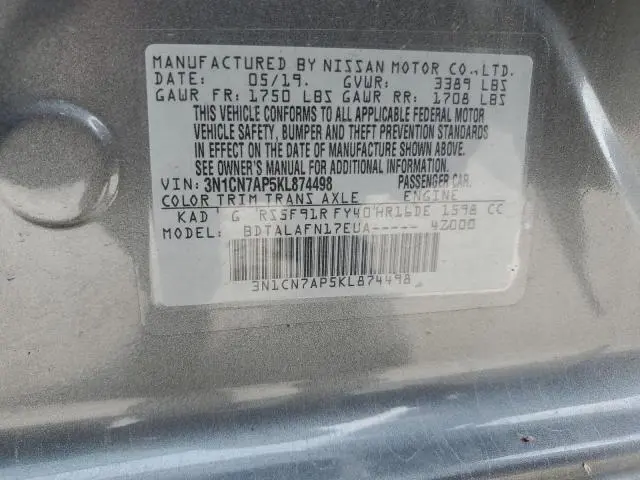 MANUFACTURED BY NISSAN MOTOR CO., LTD.
DATE: 05/19. GVWR: 3389 LBS
GAWR FR: 1750 LBS GAWR RR: 1708 LBS
THIS VEHICLE CONFORMS TO ALL APPLICABLE FEDERAL MOTOR
VEHICLE SAFETY, BUMPER AND THEFT PREVENTION STANDARDS
IN EFFECT ON THE DATE OF MANUFACTURE SHOWN ABOVE.
SEE OWNER'S MANUAL FOR ADDITIONAL INFORMATION.
VIN: 3N1CN7AP5KL874498 PASSENGER CAR.
COLOR TRIM TRANS AXLE ENGINE
KAD G RS5F91R FY40 HR16DE 1598 CC
MODEL: BDTALAFN17EUA----- 4Z000
3N1CN7AP5KL874498